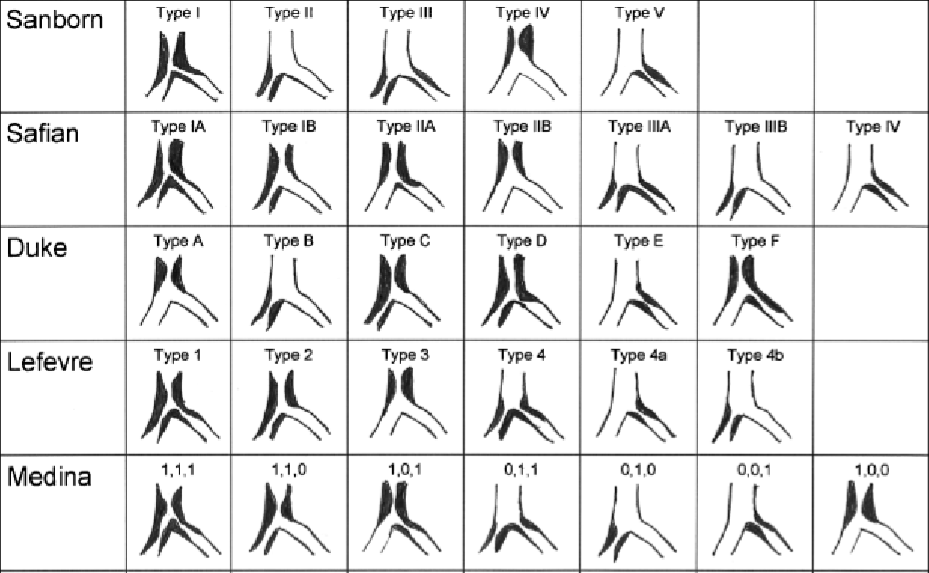 Sanborn Type I Type II Type III Type IV Type V
Safian Type IA Type IB Type IIA Type IIB Type IIIA Type IIIB Type IV
Duke Type A Type B Type C Type D Type E Type F
Lefevre Type 1 Type 2 Type 3 Type 4 Type 4a Type 4b
Medina 1,1,1 1,1,0 1,0,1 0,1,1 0,1,0 0,0,1 1,0,0